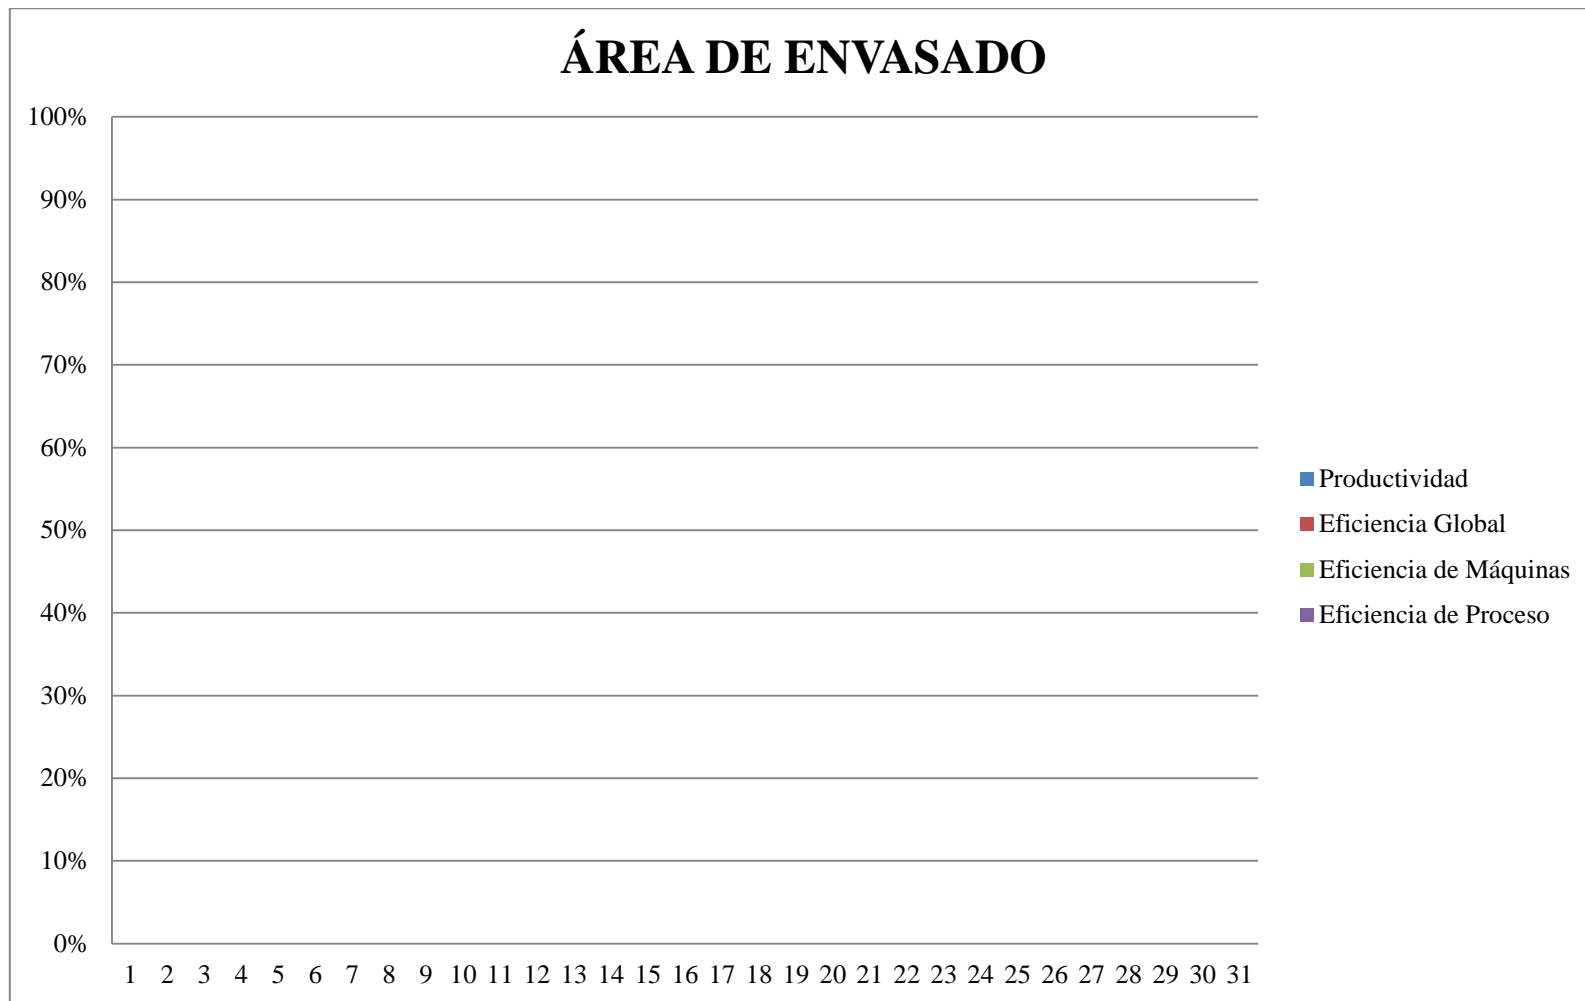 ÁREA DE ENVASADO
100%
90%
80%
70%
60%
50%
40%
30%
20%
10%
0%
1 2 3 4 5 6 7 8 9 10 11 12 13 14 15 16 17 18 19 20 21 22 23 24 25 26 27 28 29 30 31
Productividad
Eficiencia Global
Eficiencia de Máquinas
Eficiencia de Proceso